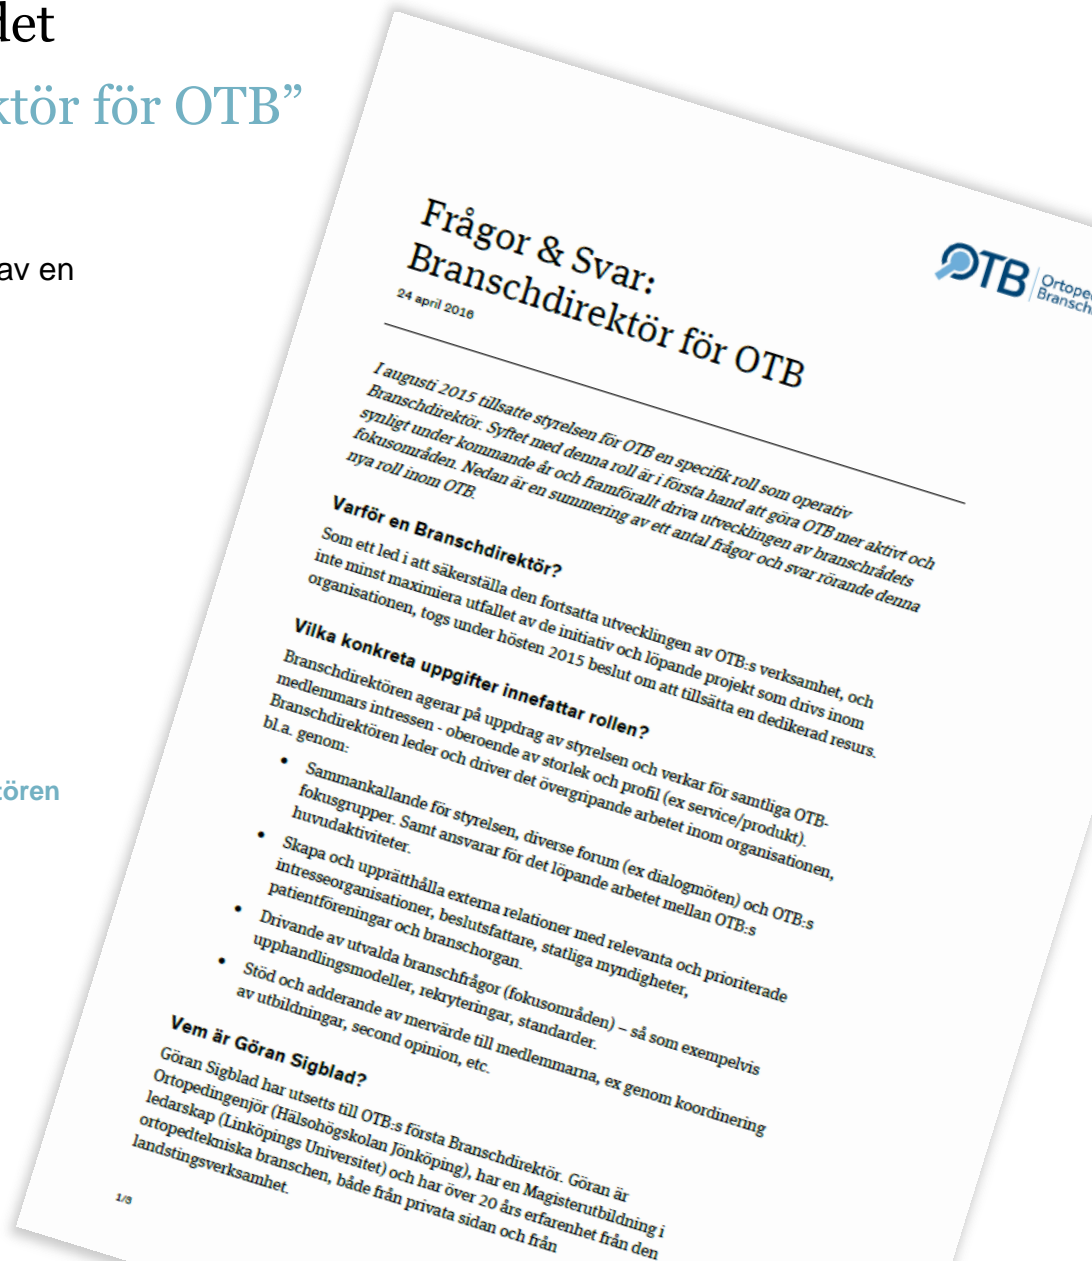 det
ktör för OTB”
av en
tören
Frågor & Svar:
Branschdirektör för OTB
24 april 2016
OTB
I augusti 2015 tillsatte styrelsen för OTB en specifik roll som operativ
Branschdirektör. Syftet med denna roll är i första hand att göra OTB mer aktivt och
synligt under kommande år och framförallt driva utvecklingen av branschrådets
fokusområden. Nedan är en summering av ett antal frågor och svar rörande denna
nya roll inom OTB.
Varför en Branschdirektör?
Som ett led i att säkerställa den fortsatta utvecklingen av OTB:s verksamhet, och
inte minst maximiera utfallet av de initiativ och löpande projekt som drivs inom
organisationen, togs under hösten 2015 beslut om att tillsätta en dedikerad resurs.
Vilka konkreta uppgifter innefattar rollen?
Branschdirektören agerar på uppdrag av styrelsen och verkar för samtliga OTB-
medlemmars intressen - oberoende av storlek och profil (ex service/produkt).
Branschdirektören leder och driver det övergripande arbetet inom organisationen,
bl.a. genom:
• Sammankallande för styrelsen, diverse forum (ex dialogmöten) och OTB:s
fokusgrupper. Samt ansvarar för det löpande arbetet mellan OTB:s
huvudaktiviteter.
• Skapa och upprätthålla externa relationer med relevanta och prioriterade
intresseorganisationer, beslutsfattare, statliga myndigheter,
patientföreningar och branschorgan.
• Drivande av utvalda branschfrågor (fokusområden) – så som exempelvis
upphandlingsmodeller, rekryteringar, standarder.
• Stöd och adderande av mervärde till medlemmarna, ex genom koordinering
av utbildningar, second opinion, etc.
Vem är Göran Sigblad?
Göran Sigblad har utsetts till OTB:s första Branschdirektör. Göran är
Ortopedingenjör (Hälsohögskolan Jönköping), har en Magisterutbildning i
ledarskap (Linköpings Universitet) och har över 20 års erfarenhet från den
ortopedtekniska branschen, både från privata sidan och från
landstingsverksamhet.
1/3